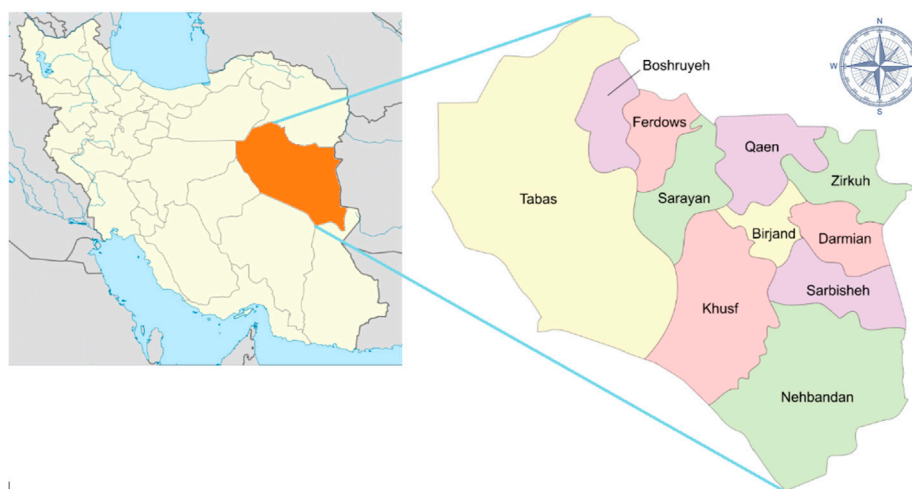 N
W
E
S
Boshruyeh
Ferdows
Qaen
Zirkuh
Tabas
Sarayan
Birjand
Darmian
Sarbisheh
Khusf
Nehbandan